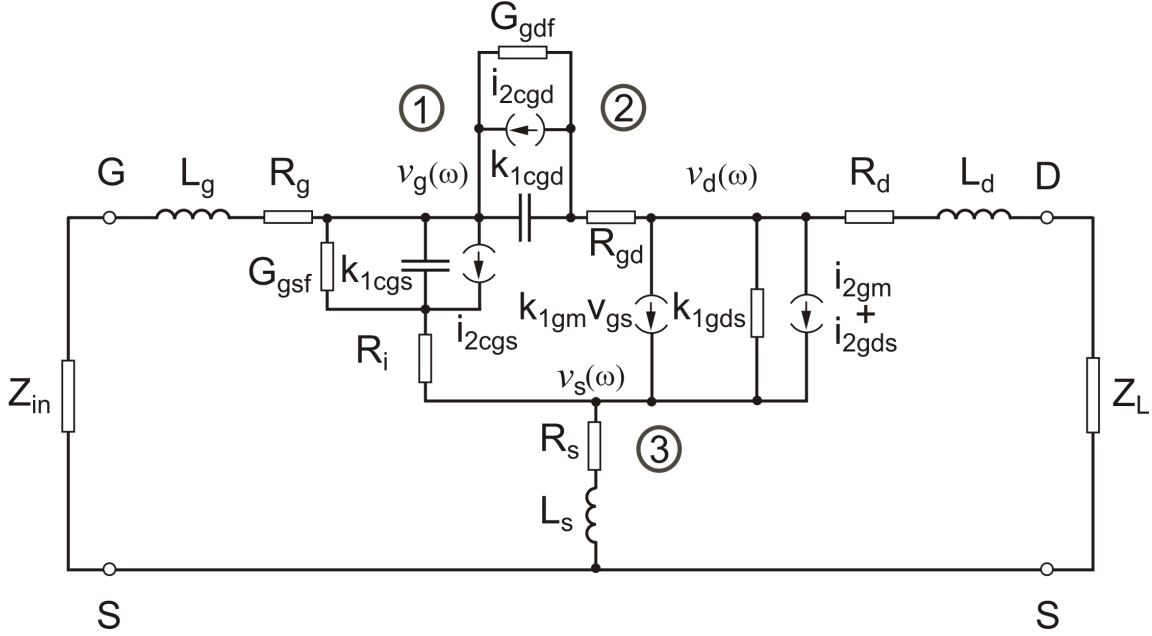 G_gdf
i_2cgd
1
2
k_1cgd
G
L_g
R_g
v_g(ω)
v_d(ω)
R_d
L_d
D
R_gd
G_gsf
k_1cgs
i_2cgs
k_1gm v_gs
k_1gds
i_2gm
+
i_2gds
R_i
v_s(ω)
Z_in
Z_L
R_s
3
L_s
S
S